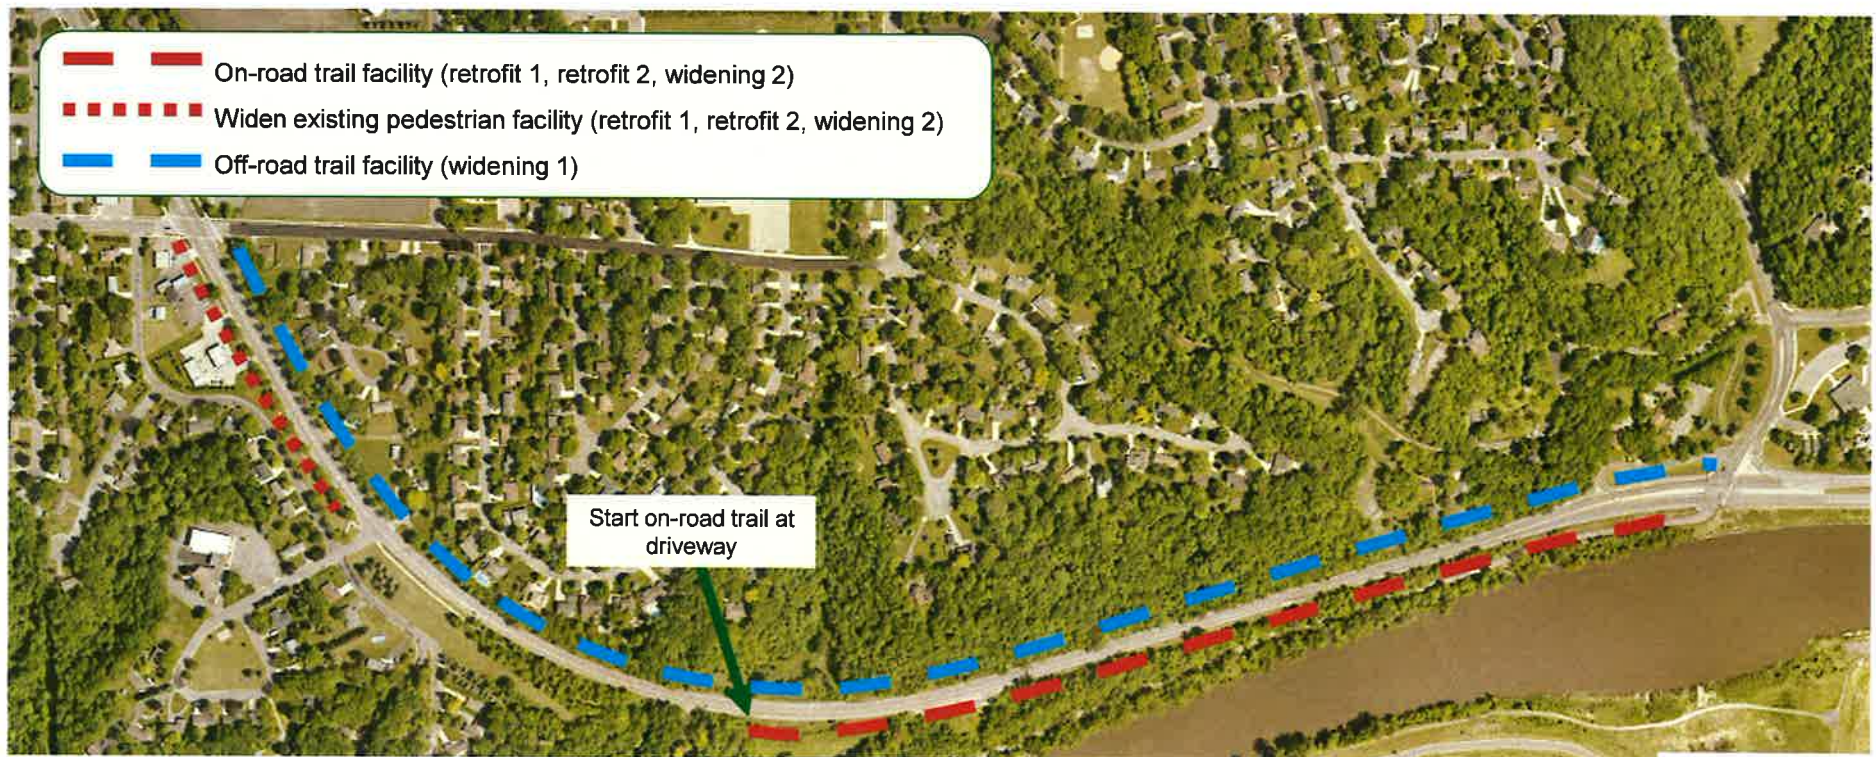 On-road trail facility (retrofit 1, retrofit 2, widening 2)
Widen existing pedestrian facility (retrofit 1, retrofit 2, widening 2)
Off-road trail facility (widening 1)
Start on-road trail at
driveway